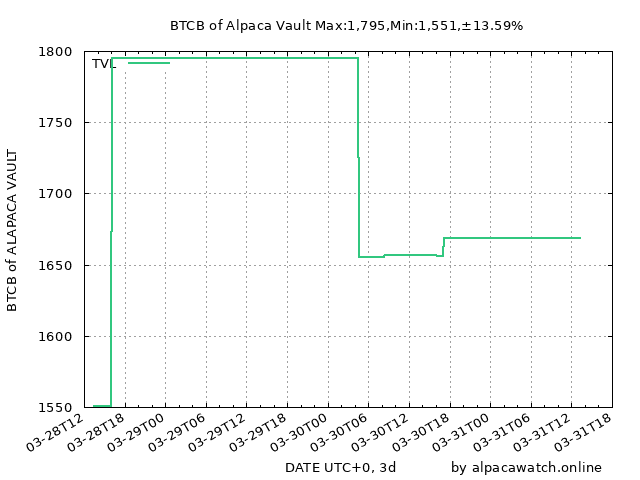 BTCB of Alpaca Vault Max:1,795,Min:1,551,±13.59%
1800
TVL
1750
1700
1650
1600
1550
BTCB of ALAPACA VAULT
03-28T12
03-28T18
03-29T00
03-29T06
03-29T12
03-29T18
03-30T00
03-30T06
03-30T12
03-30T18
03-31T00
03-31T06
03-31T12
03-31T18
DATE UTC+0, 3d
by alpacawatch.online